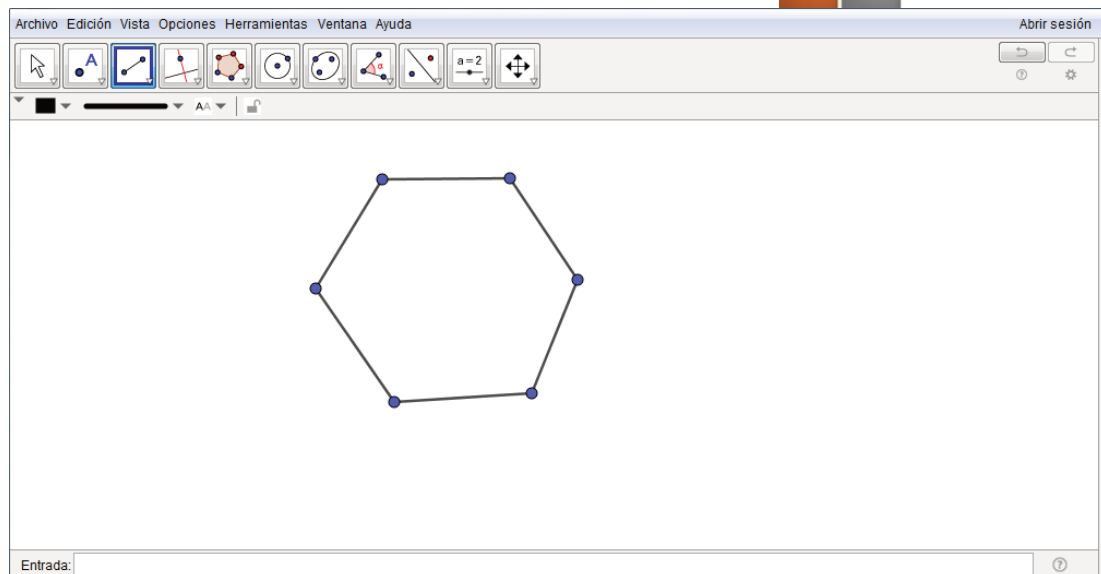 Archivo Edición Vista Opciones Herramientas Ventana Ayuda Abrir sesión
A a = 2
α
AA
Entrada: